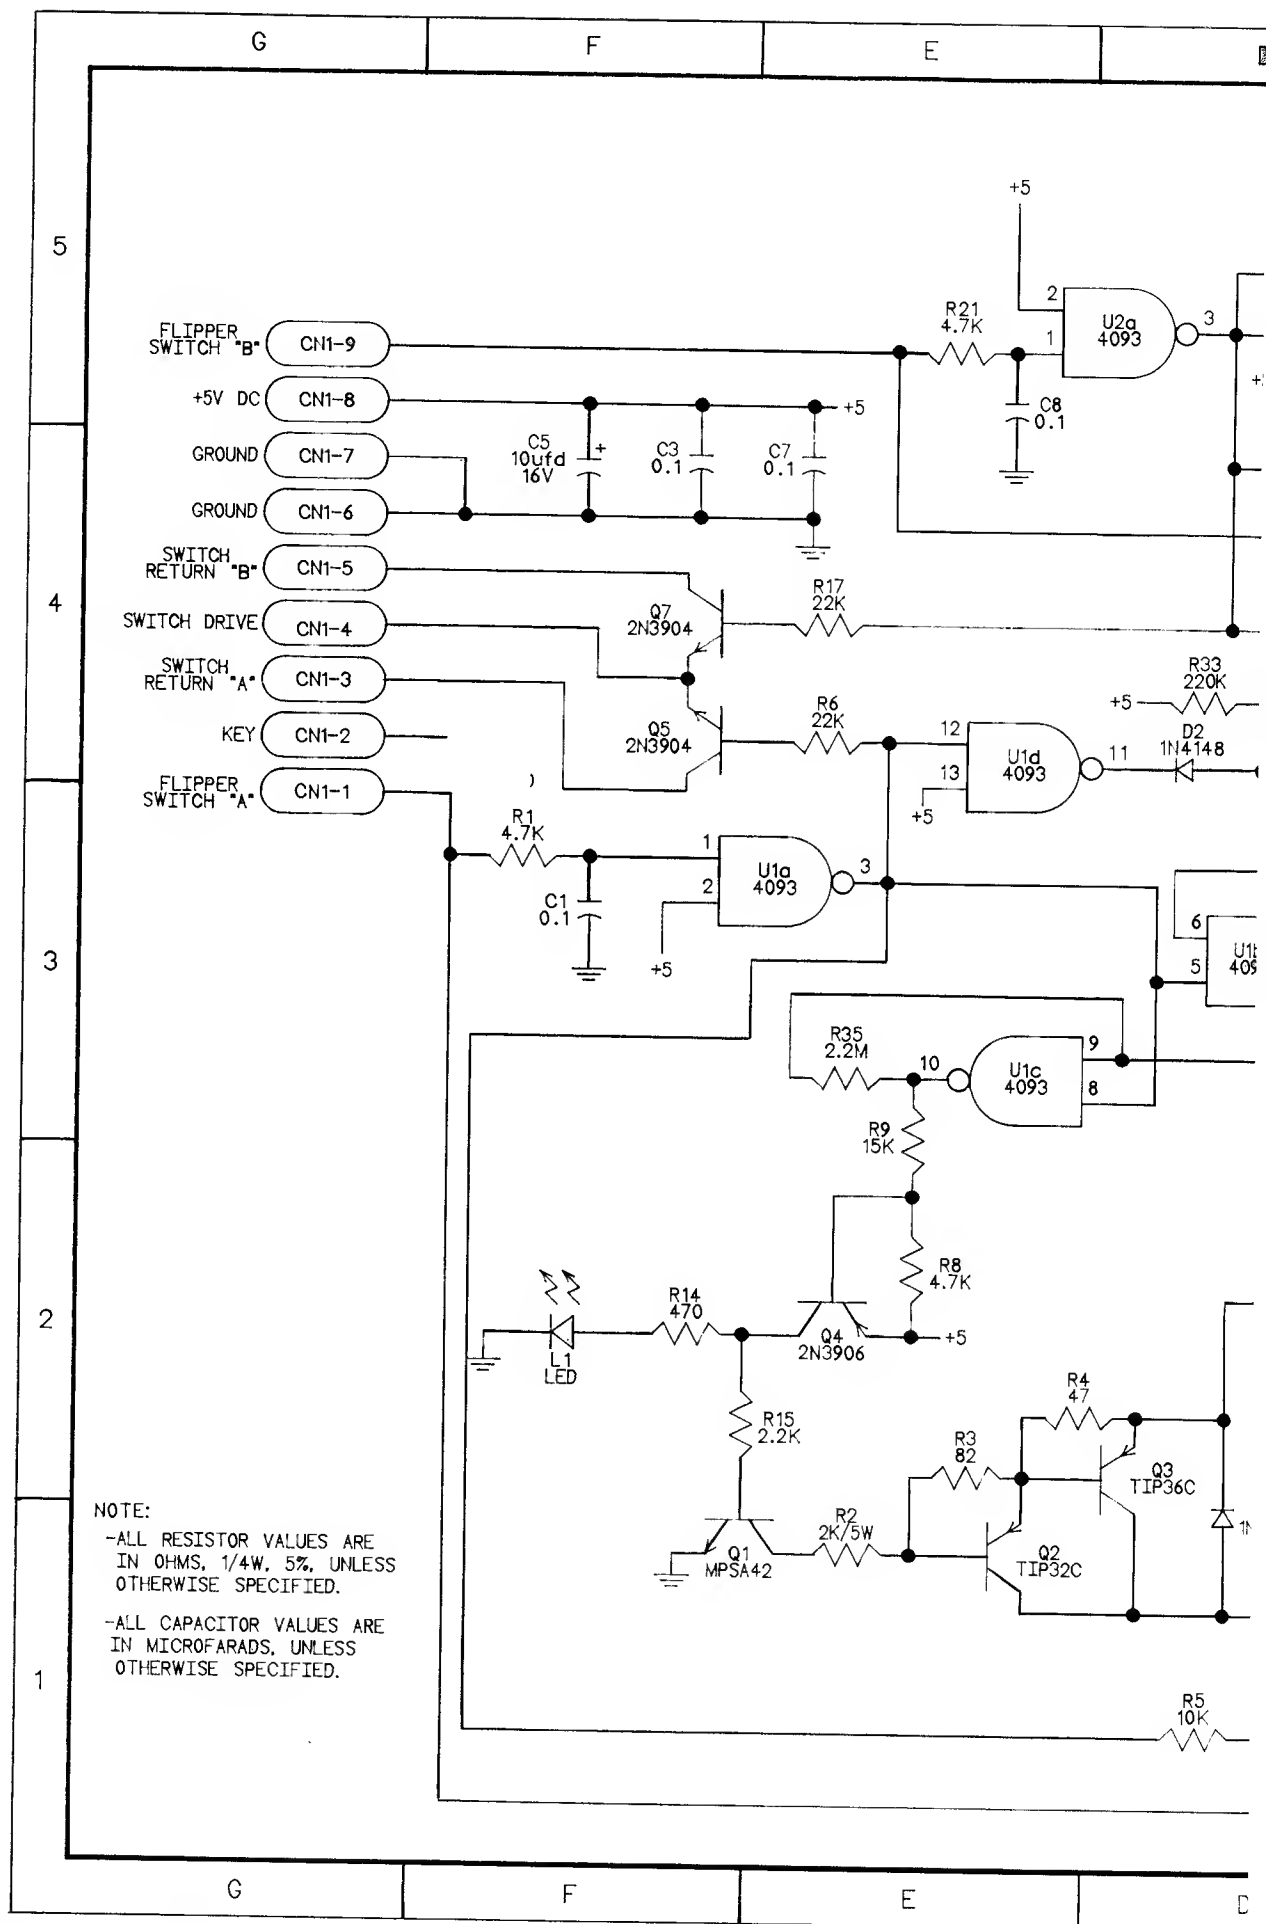 G F E
5
+5
2
1
U2a
4093
3
R21
4.7K
FLIPPER
SWITCH "B"
CN1-9
+5V DC
CN1-8
+5
C8
0.1
GROUND
CN1-7
C5
10ufd
16V
+
C3
0.1
C7
0.1
GROUND
CN1-6
SWITCH
RETURN "B"
CN1-5
4
R17
22K
Q7
2N3904
SWITCH DRIVE
CN1-4
SWITCH
RETURN "A"
CN1-3
R33
220K
+5
R6
22K
Q5
2N3904
KEY
CN1-2
12
13
U1d
4093
11
D2
1N4148
+5
FLIPPER
SWITCH "A"
CN1-1
R1
4.7K
1
2
U1a
4093
3
C1
0.1
+5
3
6
5
R35
2.2M
10
U1c
4093
9
8
R9
15K
R8
4.7K
2
R14
470
L1
LED
Q4
2N3906
+5
R4
47
R15
2.2K
R3
82
Q3
TIP36C
NOTE:
-ALL RESISTOR VALUES ARE
IN OHMS, 1/4W, 5%, UNLESS
OTHERWISE SPECIFIED.
-ALL CAPACITOR VALUES ARE
IN MICROFARADS, UNLESS
OTHERWISE SPECIFIED.
R2
2K/5W
Q1
MPSA42
Q2
TIP32C
1
R5
10K
G F E